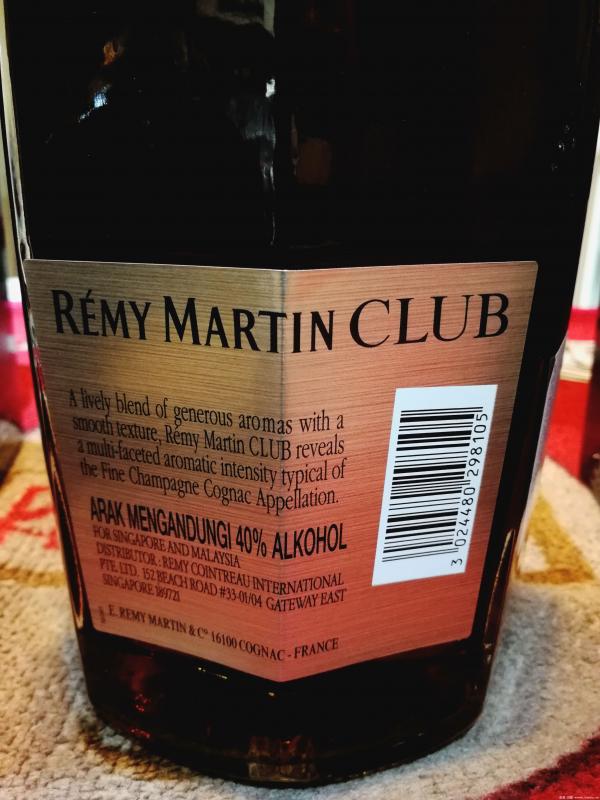 RÉMY MARTIN CLUB
A lively blend of generous aromas with a
smooth texture, Rémy Martin CLUB reveals
a multi-faceted aromatic intensity typical of
the Fine Champagne Cognac Appellation.
ARAK MENGANDUNGI 40% ALKOHOL
FOR SINGAPORE AND MALAYSIA
DISTRIBUTOR : REMY COINTREAU INTERNATIONAL
PTE. LTD. 152 BEACH ROAD #33-01/04 GATEWAY EAST
SINGAPORE 189721
E. REMY MARTIN & Cº 16100 COGNAC - FRANCE
3 024480 298105